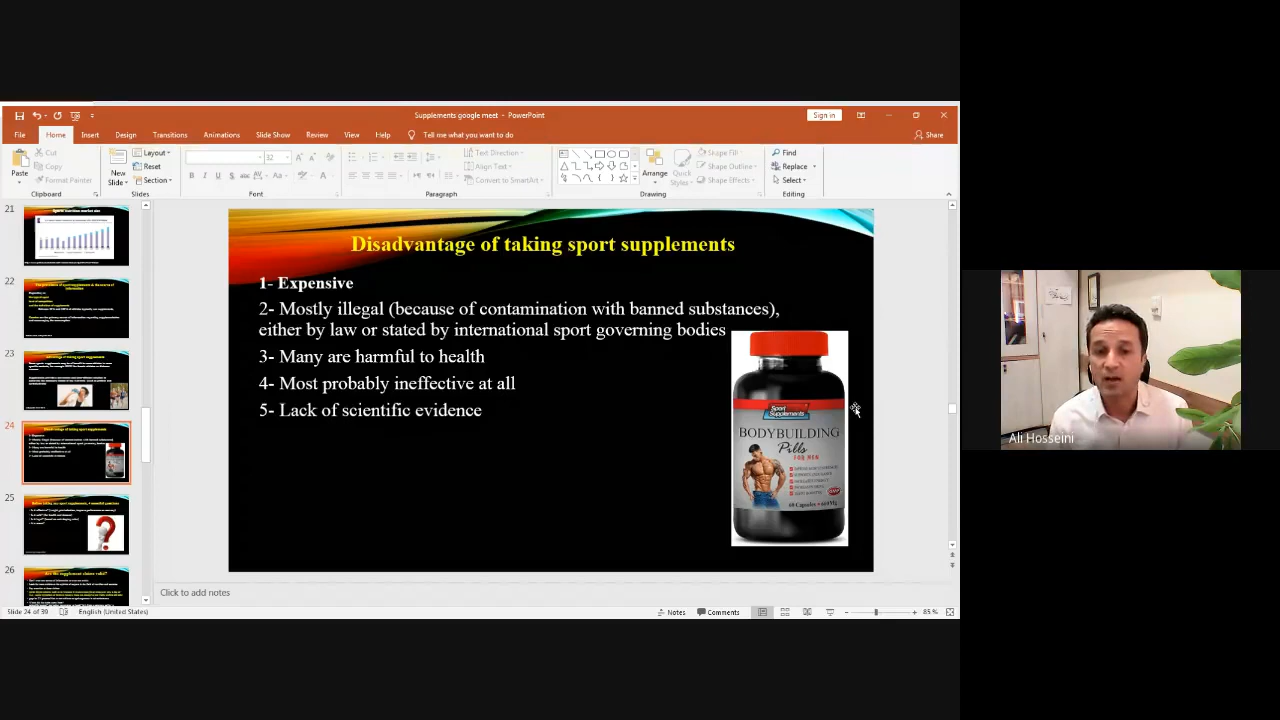 Supplements google meet - PowerPoint
Sign in
File Home Insert Design Transitions Animations Slide Show Review View Help Tell me what you want to do Share
Paste
Cut
Copy
Format Painter
Clipboard
New Slide
Layout
Reset
Section
Slides
32
Font
Text Direction
Align Text
Convert to SmartArt
Paragraph
Arrange
Quick Styles
Shape Fill
Shape Outline
Shape Effects
Drawing
Find
Replace
Select
Editing
21
22
23
24
25
26
Disadvantage of taking sport supplements
1- Expensive
2- Mostly illegal (because of contamination with banned substances),
either by law or stated by international sport governing bodies
3- Many are harmful to health
4- Most probably ineffective at all
5- Lack of scientific evidence
Sport
Supplements
BODYBUILDING
Pills
FOR MEN
Ali Hosseini
Click to add notes
Slide 24 of 39 English (United States) Notes Comments 85 %